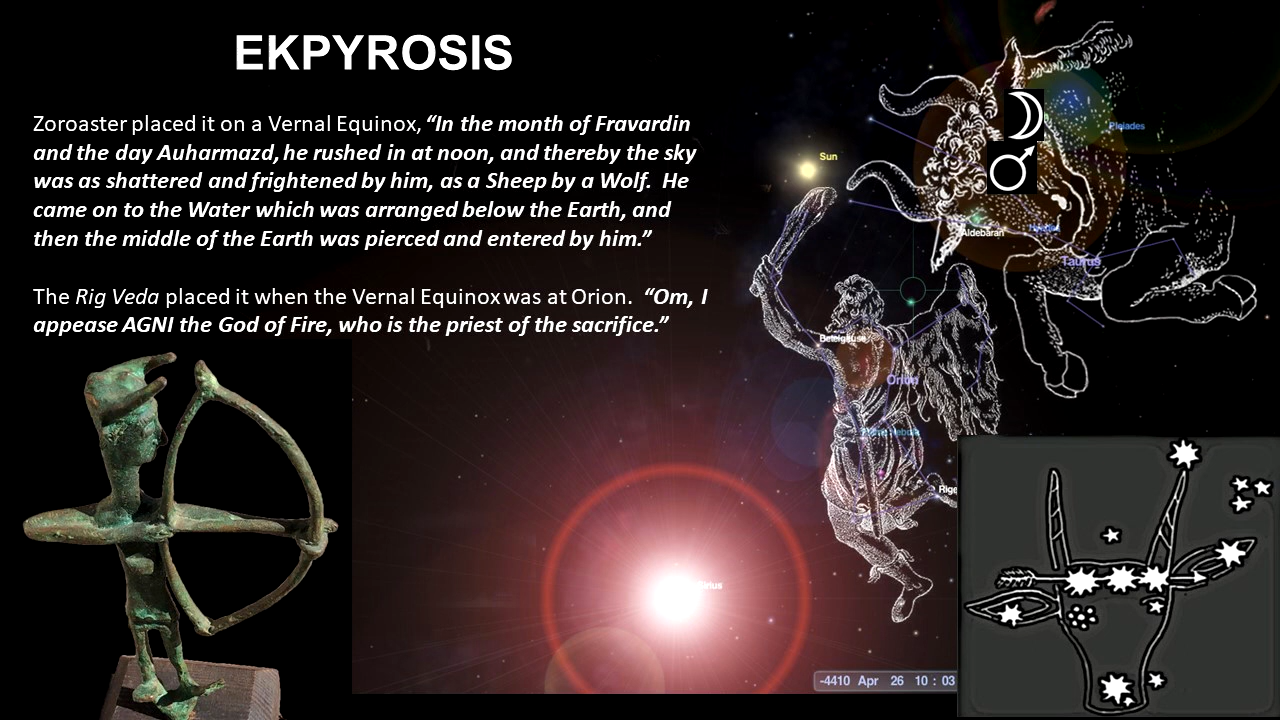 EKPYROSIS
Zoroaster placed it on a Vernal Equinox, “In the month of Fravardin
and the day Auharmazd, he rushed in at noon, and thereby the sky
was as shattered and frightened by him, as a Sheep by a Wolf. He
came on to the Water which was arranged below the Earth, and
then the middle of the Earth was pierced and entered by him.”
The Rig Veda placed it when the Vernal Equinox was at Orion. “Om, I
appease AGNI the God of Fire, who is the priest of the sacrifice.”
Sun
Pleiades
Aldebaran
Taurus
Betelgeuse
Orion
Sirius
-4410 Apr 26 10 : 03